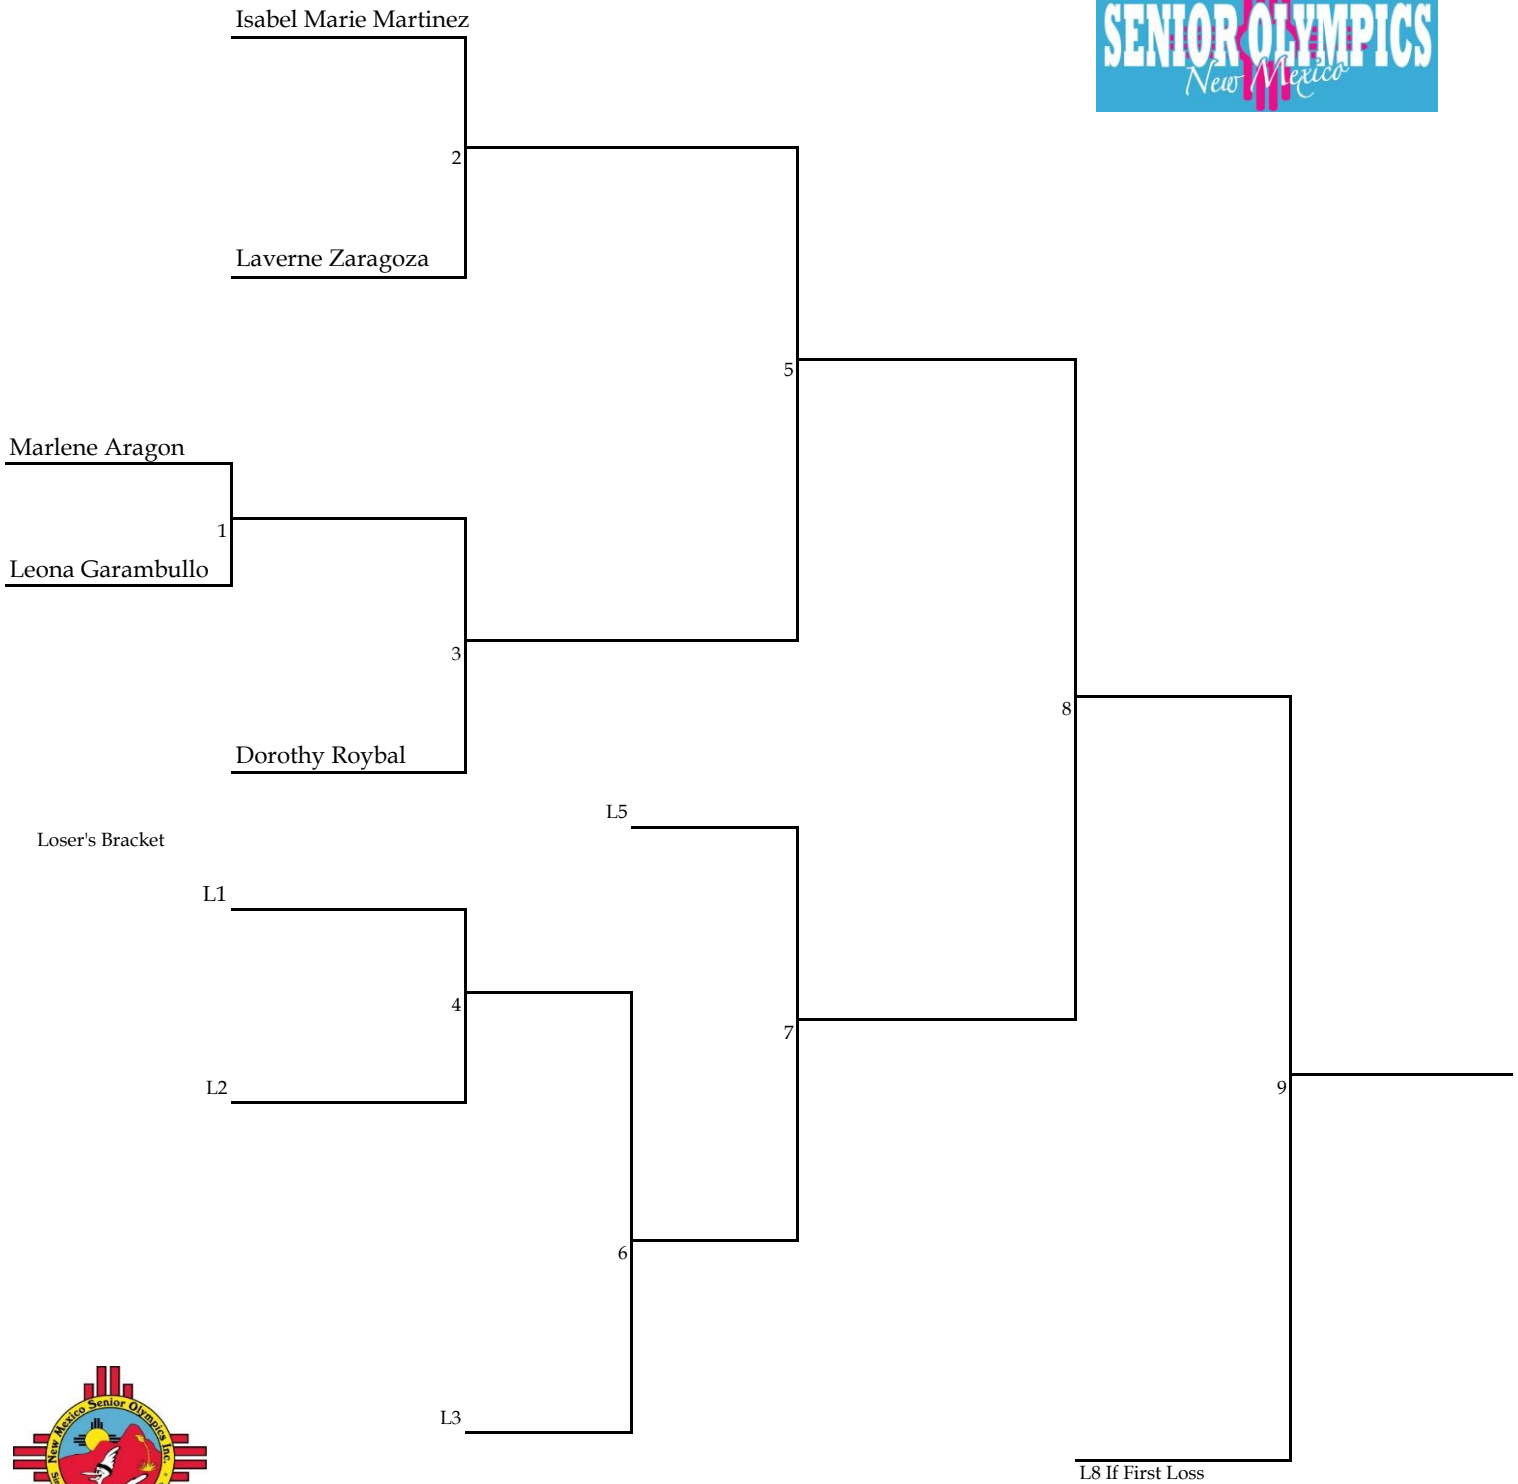 Isabel Marie Martinez
SENIOR OLYMPICS
New Mexico
2
Laverne Zaragoza
5
Marlene Aragon
1
Leona Garambullo
3
8
Dorothy Roybal
L5
Loser's Bracket
L1
4
7
L2
9
6
New Mexico Senior Olympics Inc.
L3
L8 If First Loss